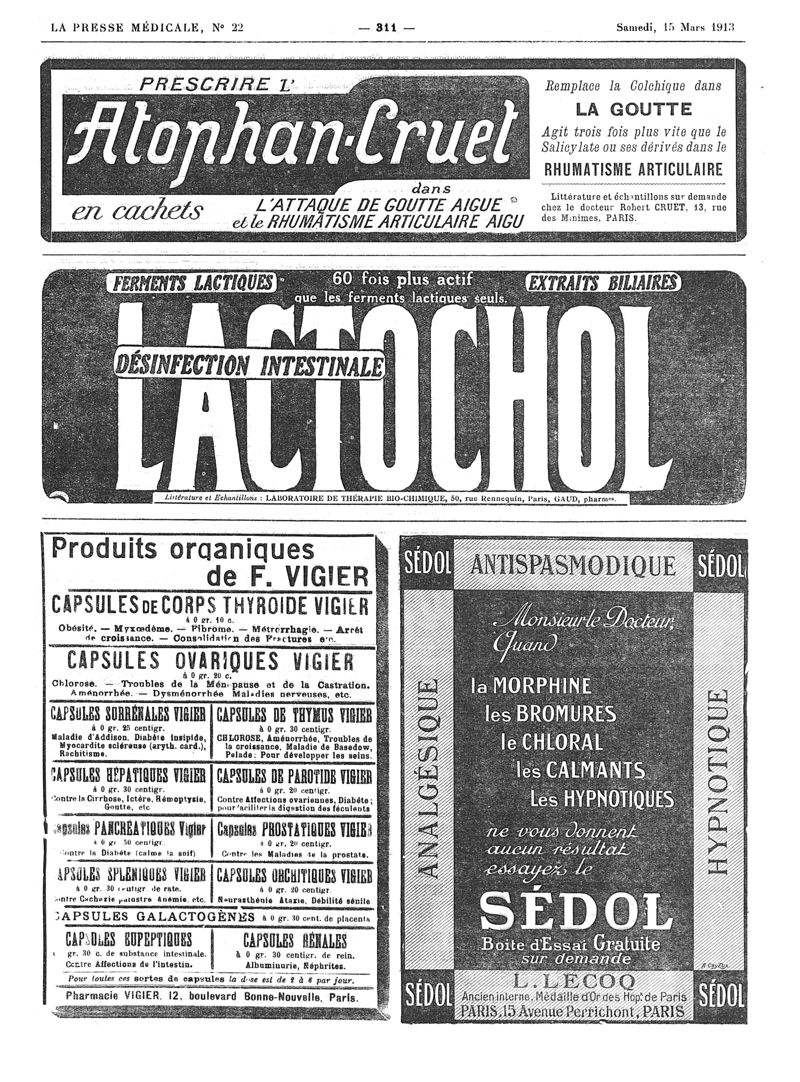 LA PRESSE MÉDICALE, Nº 22
— 311 —
Samedi, 15 Mars 1913
PRESCRIRE L'
Atophan-Cruet
en cachets
dans
L'ATTAQUE DE GOUTTE AIGUE
et le RHUMATISME ARTICULAIRE AIGU
Remplace la Colchique dans
LA GOUTTE
Agit trois fois plus vite que le
Salicylate ou ses dérivés dans le
RHUMATISME ARTICULAIRE
Littérature et échantillons sur demande
chez le docteur Robert CRUET, 13, rue
des Minimes, PARIS.
FERMENTS LACTIQUES
60 fois plus actif
que les ferments lactiques seuls.
EXTRAITS BILIAIRES
LACTOCHOL
DÉSINFECTION INTESTINALE
Littérature et Echantillons : LABORATOIRE DE THÉRAPIE BIO-CHIMIQUE, 50, rue Rennequin, Paris, GAUD, pharmen.
Produits organiques
de F. VIGIER
CAPSULES DE CORPS THYROIDE VIGIER
à 0 gr. 10 c.
Obésité. — Myxœdème. — Fibrome. — Métrorrhagie. — Arrêt
de croissance. — Consolidation des Fractures etc.
CAPSULES OVARIQUES VIGIER
à 0 gr. 20 c.
Chlorose. — Troubles de la Ménopause et de la Castration.
Aménorrhée. — Dysménorrhée Maladies nerveuses, etc.
CAPSULES SURRÉNALES VIGIER
à 0 gr. 25 centigr.
Maladie d'Addison, Diabète insipide,
Myocardite scléreuse (aryth. card.),
Rachitisme.
CAPSULES DE THYMUS VIGIER
à 0 gr. 30 centigr.
CHLOROSE, Aménorrhée, Troubles de
la croissance, Maladie de Basedow,
Pelade; Pour développer les seins.
CAPSULES HÉPATIQUES VIGIER
à 0 gr. 30 centigr.
Contre la Cirrhose, Ictère, Hémoptysie,
Goutte, etc
CAPSULES DE PAROTIDE VIGIER
à 0 gr. 20 centigr.
Contre Affections ovariennes, Diabète;
pour faciliter la digestion des féculents
Capsules PANCRÉATIQUES Vigier
à 0 gr. 50 centigr.
Contre la Diabète (calme la soif)
Capsules PROSTATIQUES VIGIER
à 0 gr. 20 centigr.
Contre les Maladies de la prostate.
CAPSULES SPLÉNIQUES VIGIER
à 0 gr. 30 centigr. de rate.
Contre Cachexie palustre Anémie, etc.
CAPSULES ORCHITIQUES VIGIER
à 0 gr. 20 centigr.
Neurasthénie Ataxie, Débilité sénile
CAPSULES GALACTOGÈNES à 0 gr. 30 cent. de placenta
CAPSULES EUPEPTIQUES
gr. 30 c. de substance intestinale.
Contre Affections de l'intestin.
CAPSULES RÉNALES
à 0 gr. 30 centigr. de rein.
Albuminurie, Néphrites.
Pour toutes ces sortes de capsules la dose est de 2 à 6 par jour.
Pharmacie VIGIER, 12, boulevard Bonne-Nouvelle, Paris.
SÉDOL
ANTISPASMODIQUE
SÉDOL
ANALGÉSIQUE
Monsieur le Docteur,
Quand
la MORPHINE
les BROMURES
le CHLORAL
les CALMANTS
Les HYPNOTIQUES
ne vous donnent
aucun résultat
essayez le
SÉDOL
Boite d'Essai Gratuite
sur demande
HYPNOTIQUE
SÉDOL
L. LECOQ
Ancien interne. Médaille d'Or des Hop. de Paris
PARIS, 15 Avenue Perrichont, PARIS
SÉDOL